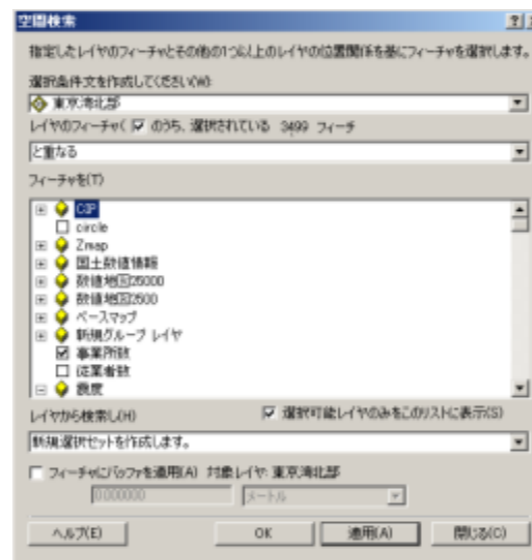 空間検索
指定したレイヤのフィーチャとその他の1つ以上のレイヤの位置関係を基にフィーチャを選択します。
選択条件文を作成してください(W):
東京湾北部
レイヤのフィーチャ( のうち、選択されている 3499 フィーチ
と重なる
フィーチャを(T)
CIP
circle
Zmap
国土数値情報
数値地図25000
数値地図2500
ベースマップ
新規グループ レイヤ
事業所数
従業者数
震度
レイヤから検索し(H) 選択可能レイヤのみをこのリストに表示(S)
新規選択セットを作成します。
フィーチャにバッファを適用(A) 対象レイヤ: 東京湾北部
0.000000 メートル
ヘルプ(E) OK 適用(A) 閉じる(C)